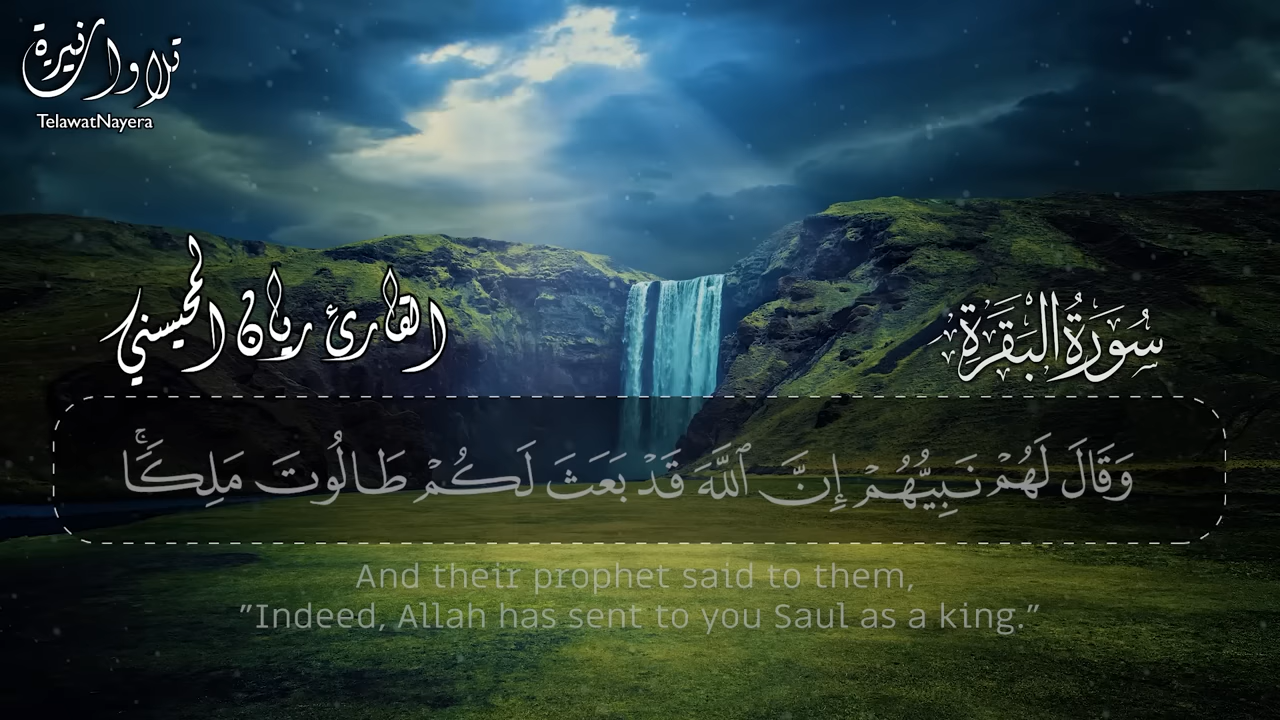 تلاوات نيرة
TelawatNayera
القارئ ريان المحيسني
سُورَةُ البَقَرَةِ
وَقَالَ لَهُمْ نَبِيُّهُمْ إِنَّ ٱللَّهَ قَدْ بَعَثَ لَكُمْ طَالُوتَ مَلِكًاۚ
And their prophet said to them,
"Indeed, Allah has sent to you Saul as a king."